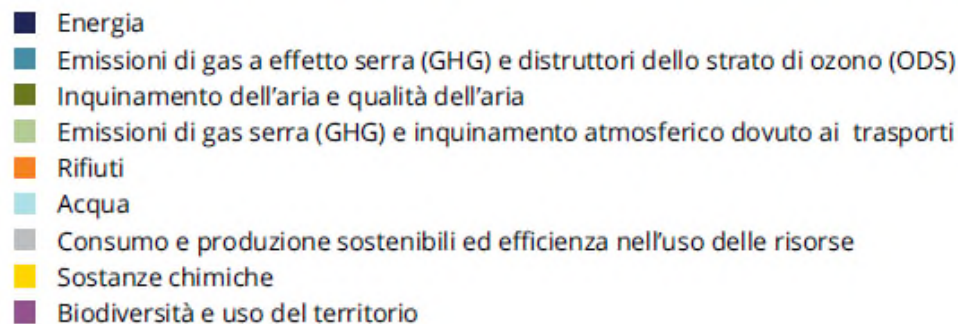 Energia
Emissioni di gas a effetto serra (GHG) e distruttori dello strato di ozono (ODS)
Inquinamento dell'aria e qualità dell'aria
Emissioni di gas serra (GHG) e inquinamento atmosferico dovuto ai trasporti
Rifiuti
Acqua
Consumo e produzione sostenibili ed efficienza nell'uso delle risorse
Sostanze chimiche
Biodiversità e uso del territorio